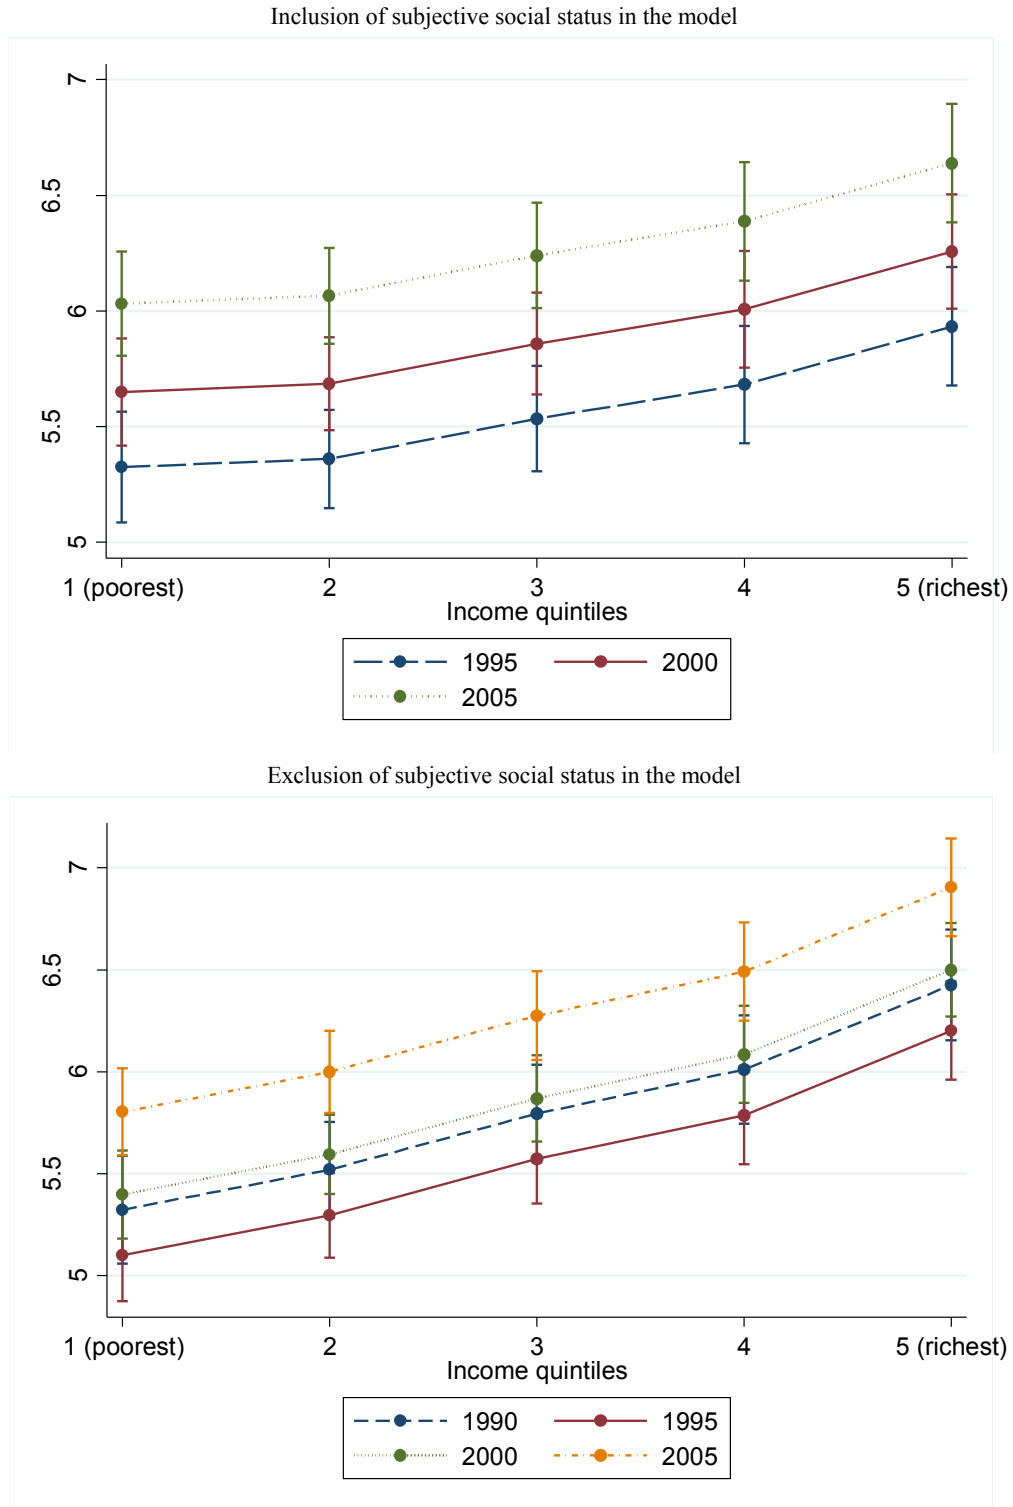 Inclusion of subjective social status in the model
7
6.5
6
5.5
5
1 (poorest) 2 3 4 5 (richest)
Income quintiles
1995 2000
2005
Exclusion of subjective social status in the model
7
6.5
6
5.5
5
1 (poorest) 2 3 4 5 (richest)
Income quintiles
1990 1995
2000 2005